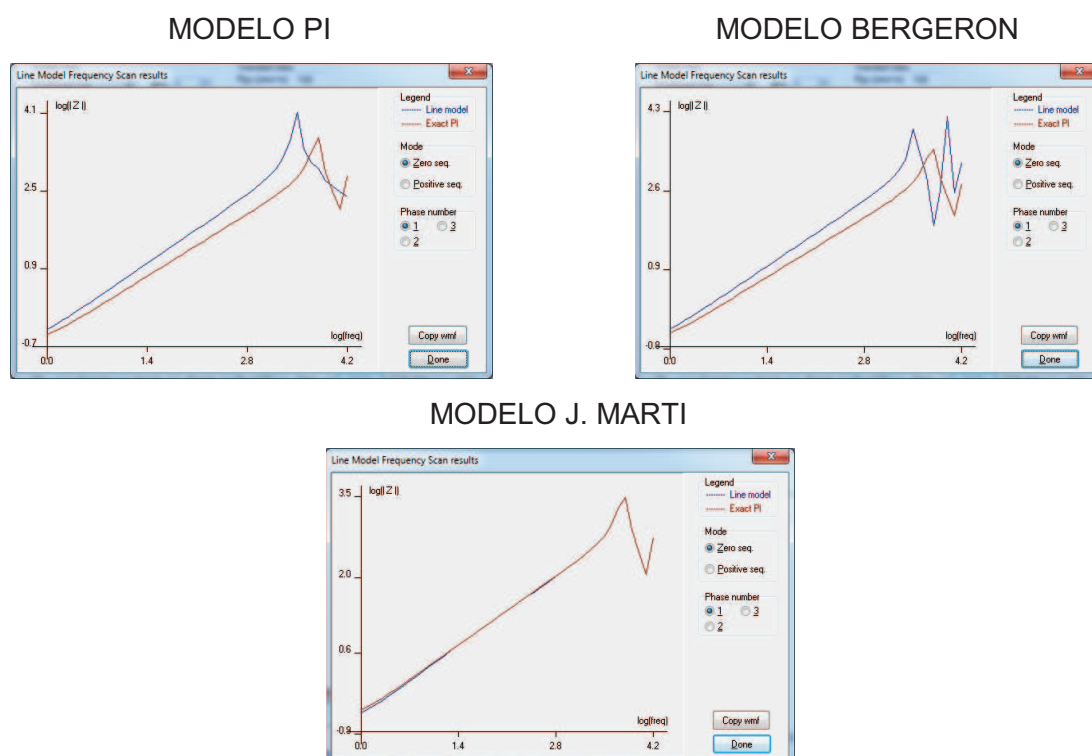 MODELO PI
Line Model Frequency Scan results
4.1
log(|Z|)
2.5
0.9
-0.7
0.0
1.4
2.8
4.2
log(freq)
Legend
Line model
Exact PI
Mode
Zero seq.
Positive seq.
Phase number
1 3
2
Copy wmf
Done
MODELO BERGERON
Line Model Frequency Scan results
4.3
log(|Z|)
2.6
0.9
-0.8
0.0
1.4
2.8
4.2
log(freq)
Legend
Line model
Exact PI
Mode
Zero seq.
Positive seq.
Phase number
1 3
2
Copy wmf
Done
MODELO J. MARTI
Line Model Frequency Scan results
3.5
log(|Z|)
2.0
0.6
-0.9
0.0
1.4
2.8
4.2
log(freq)
Legend
Line model
Exact PI
Mode
Zero seq.
Positive seq.
Phase number
1 3
2
Copy wmf
Done